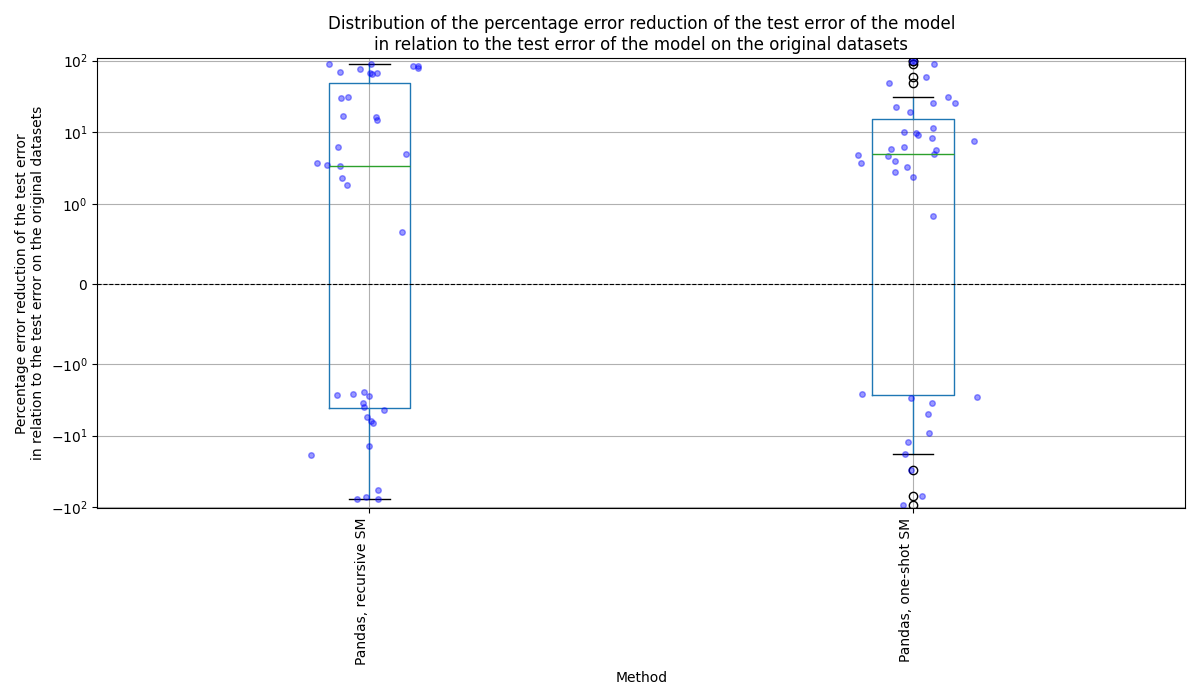 Distribution of the percentage error reduction of the test error of the model
in relation to the test error of the model on the original datasets
Percentage error reduction of the test error
in relation to the test error on the original datasets
10²
10¹
10⁰
0
−10⁰
−10¹
−10²
Pandas, recursive SM
Pandas, one-shot SM
Method